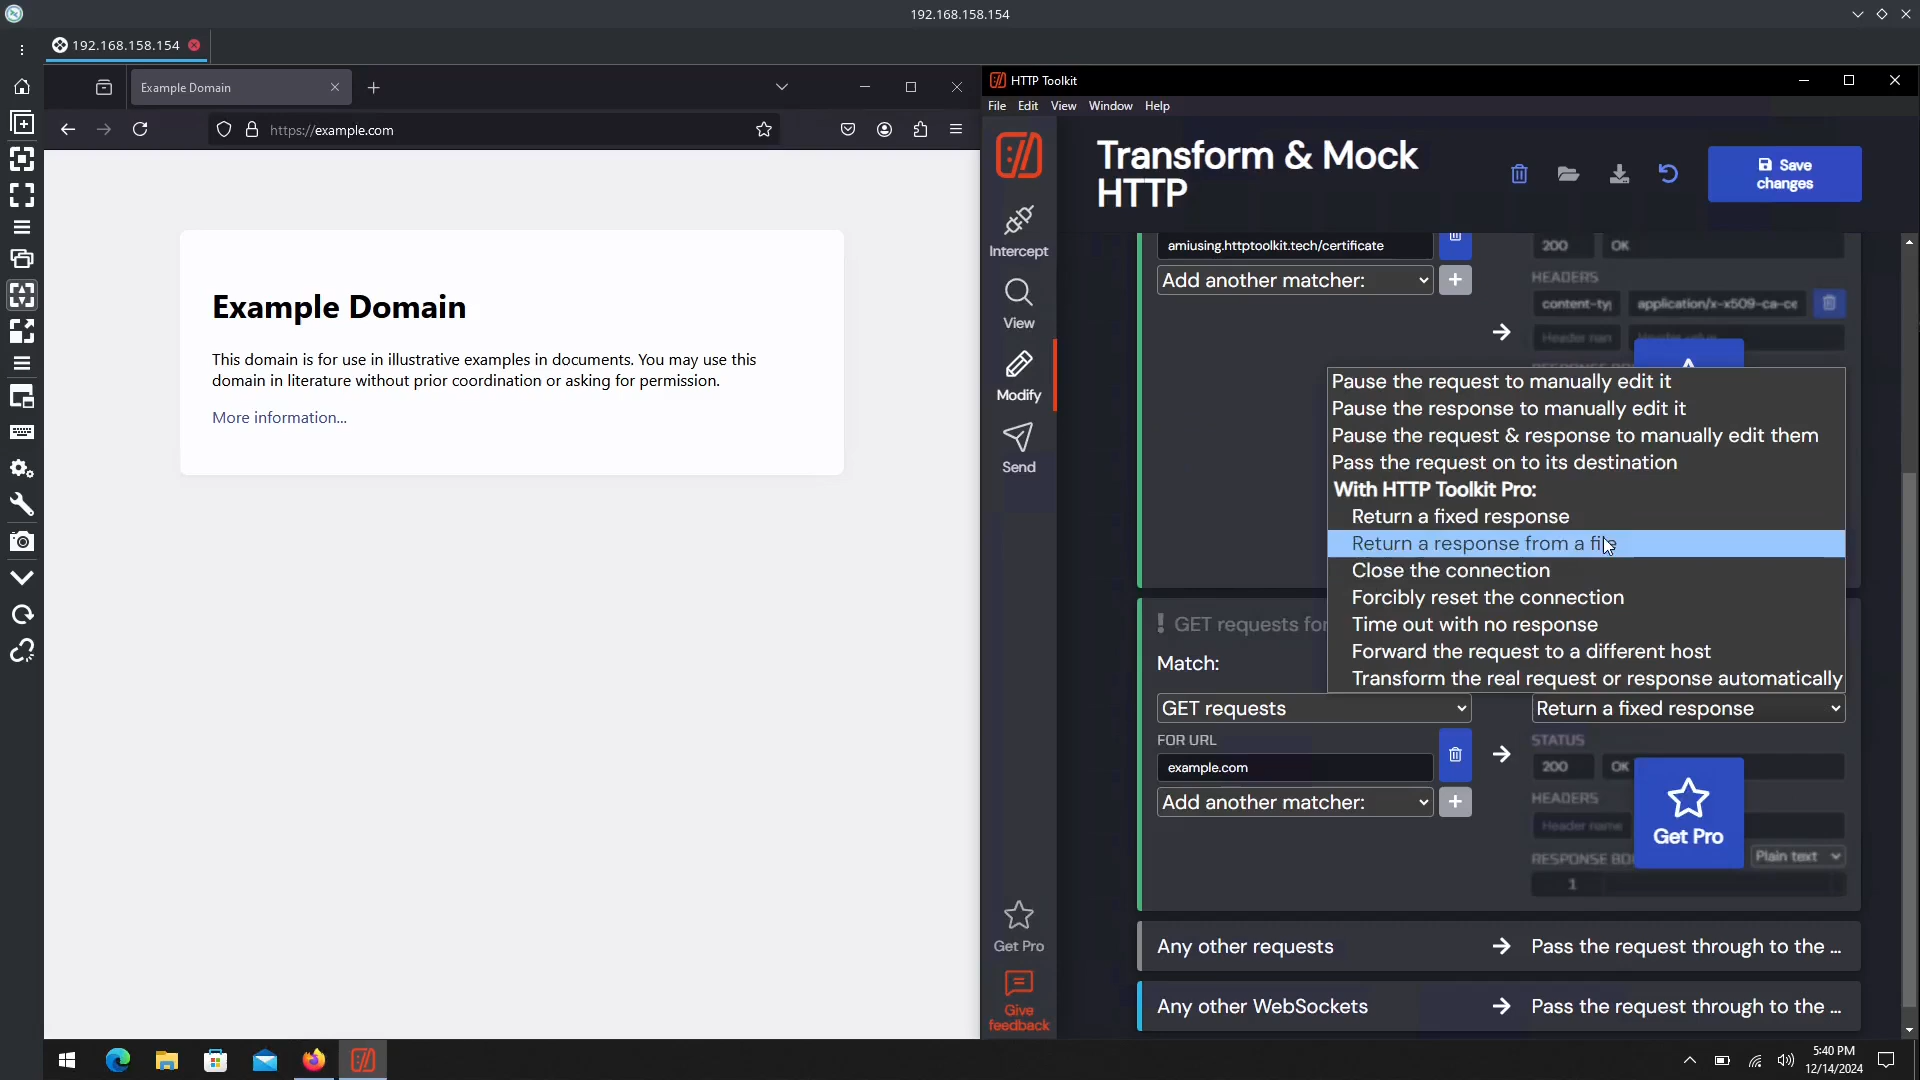 192.168.158.154
192.168.158.154
Example Domain
https://example.com
Example Domain
This domain is for use in illustrative examples in documents. You may use this
domain in literature without prior coordination or asking for permission.
More information...
HTTP Toolkit
File Edit View Window Help
Intercept
View
Modify
Send
Get Pro
Give
feedback
Transform & Mock
HTTP
Save
changes
amiusing.httptoolkit.tech/certificate
Add another matcher:
200 OK
HEADERS
content-typ application/x-x509-ca-ce
Header nam Header value
Pause the request to manually edit it
Pause the response to manually edit it
Pause the request & response to manually edit them
Pass the request on to its destination
With HTTP Toolkit Pro:
Return a fixed response
Return a response from a file
Close the connection
Forcibly reset the connection
Time out with no response
Forward the request to a different host
Transform the real request or response automatically
GET requests for
Match:
GET requests
FOR URL
example.com
Add another matcher:
Return a fixed response
STATUS
200 OK
HEADERS
Header name
RESPONSE BO
Plain text
1
Get Pro
Any other requests
Pass the request through to the ...
Any other WebSockets
Pass the request through to the ...
5:40 PM
12/14/2024